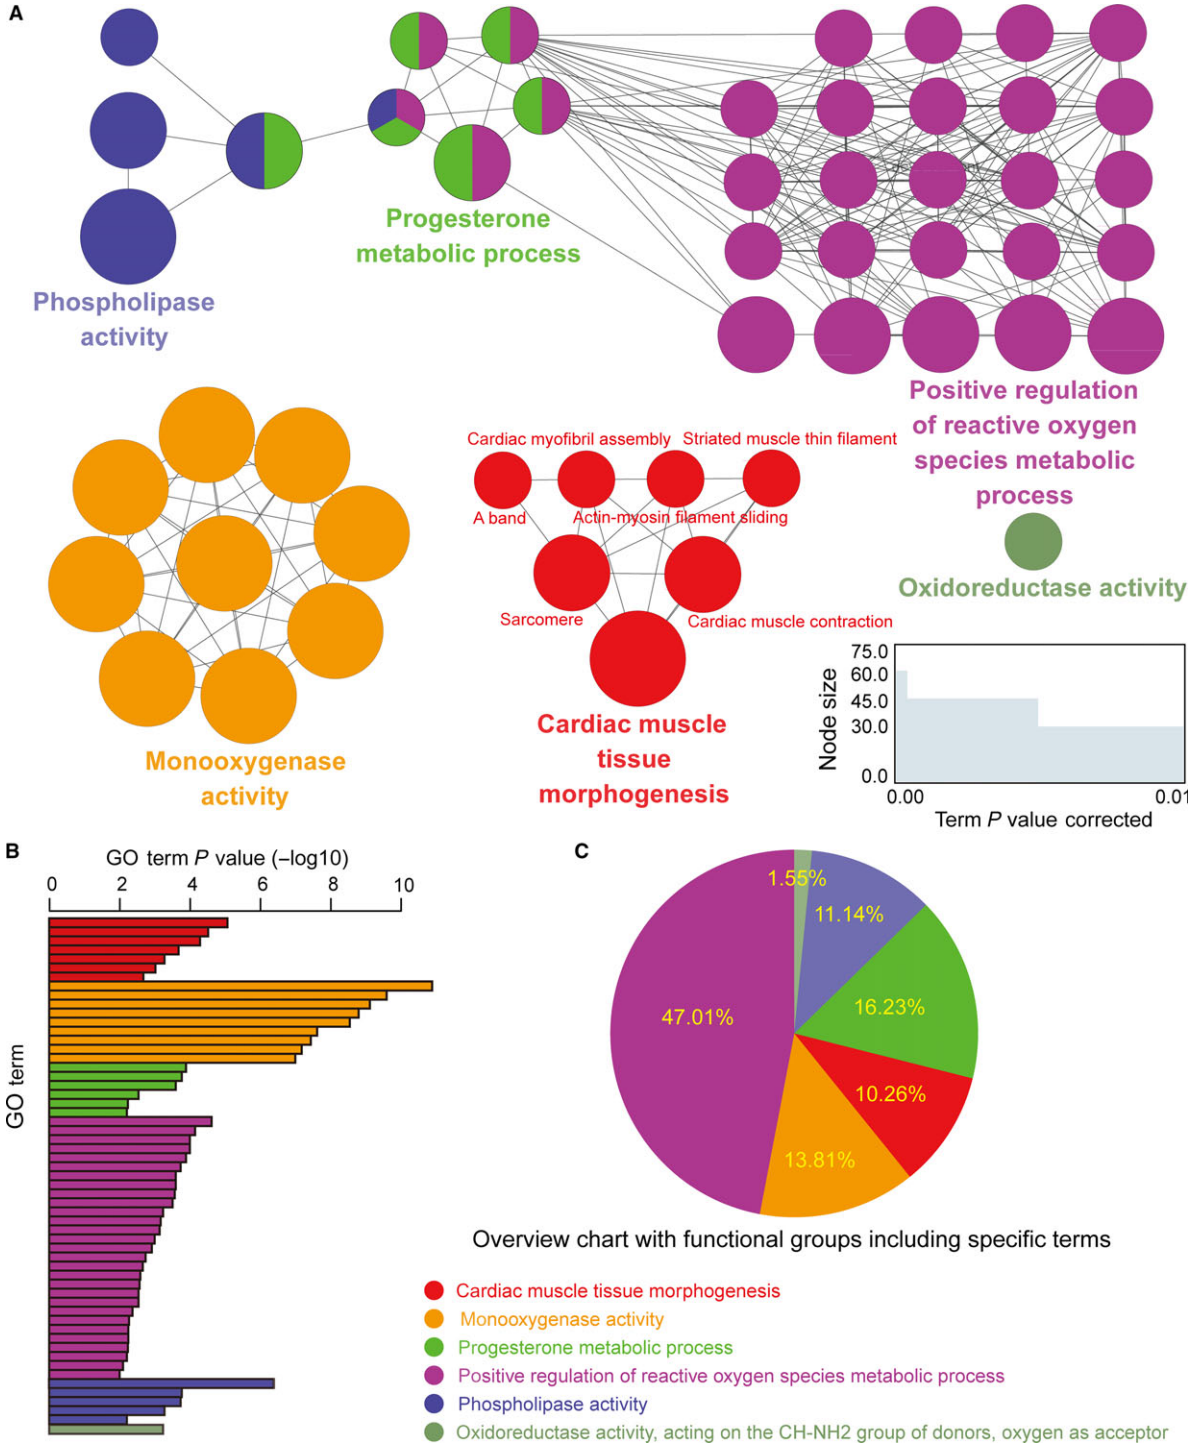 A
Progesterone
metabolic process
Phospholipase
activity
Positive regulation
of reactive oxygen
species metabolic
process
Cardiac myofibril assembly
Striated muscle thin filament
A band
Actin-myosin filament sliding
Sarcomere
Cardiac muscle contraction
Oxidoreductase activity
Monooxygenase
activity
Cardiac muscle
tissue
morphogenesis
Node size
75.0
60.0
45.0
30.0
0.0
0.00
0.01
Term P value corrected
B
GO term P value (−log10)
0 2 4 6 8 10
GO term
C
1.55%
11.14%
16.23%
47.01%
10.26%
13.81%
Overview chart with functional groups including specific terms
Cardiac muscle tissue morphogenesis
Monooxygenase activity
Progesterone metabolic process
Positive regulation of reactive oxygen species metabolic process
Phospholipase activity
Oxidoreductase activity, acting on the CH-NH2 group of donors, oxygen as acceptor